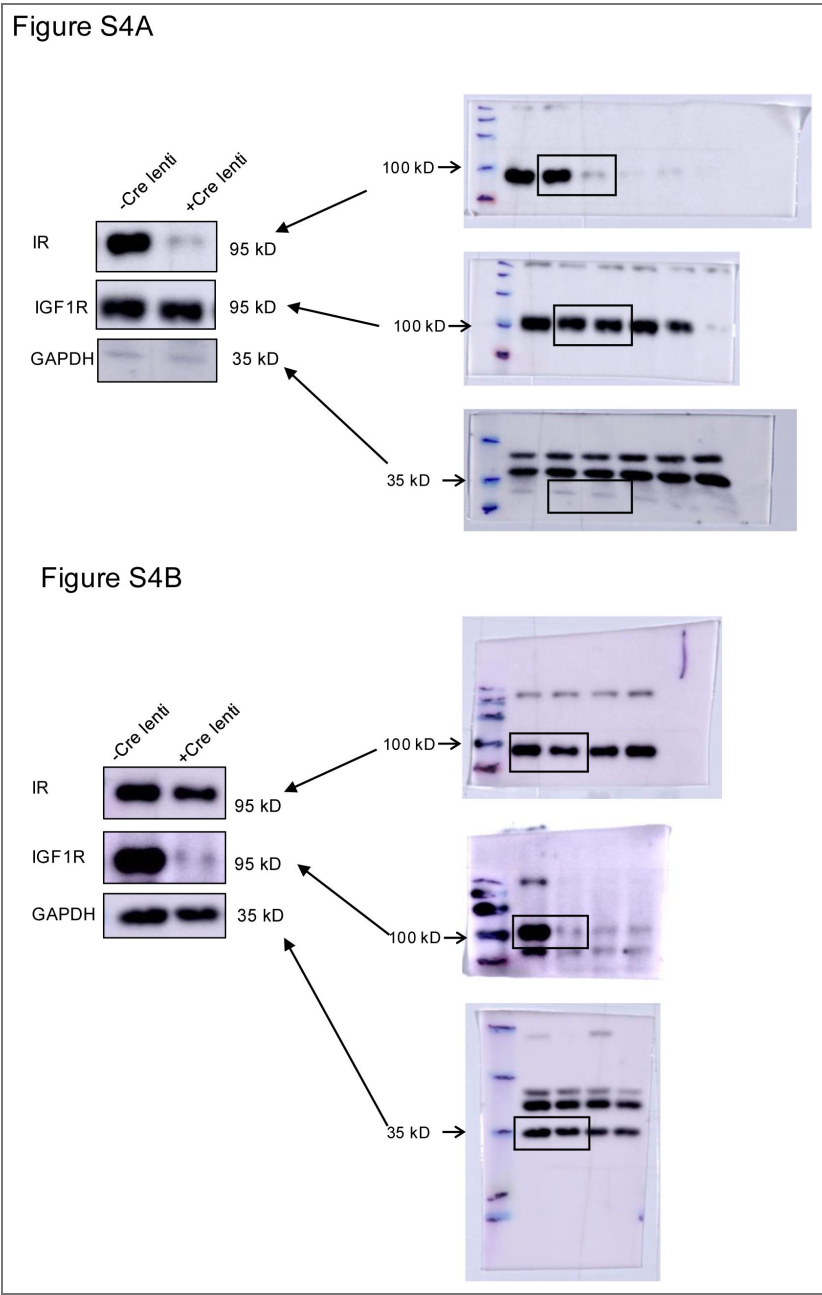 Figure S4A
-Cre lenti
+Cre lenti
IR
95 kD
IGF1R
95 kD
GAPDH
35 kD
100 kD
100 kD
35 kD
Figure S4B
-Cre lenti
+Cre lenti
IR
95 kD
IGF1R
95 kD
GAPDH
35 kD
100 kD
100 kD
35 kD